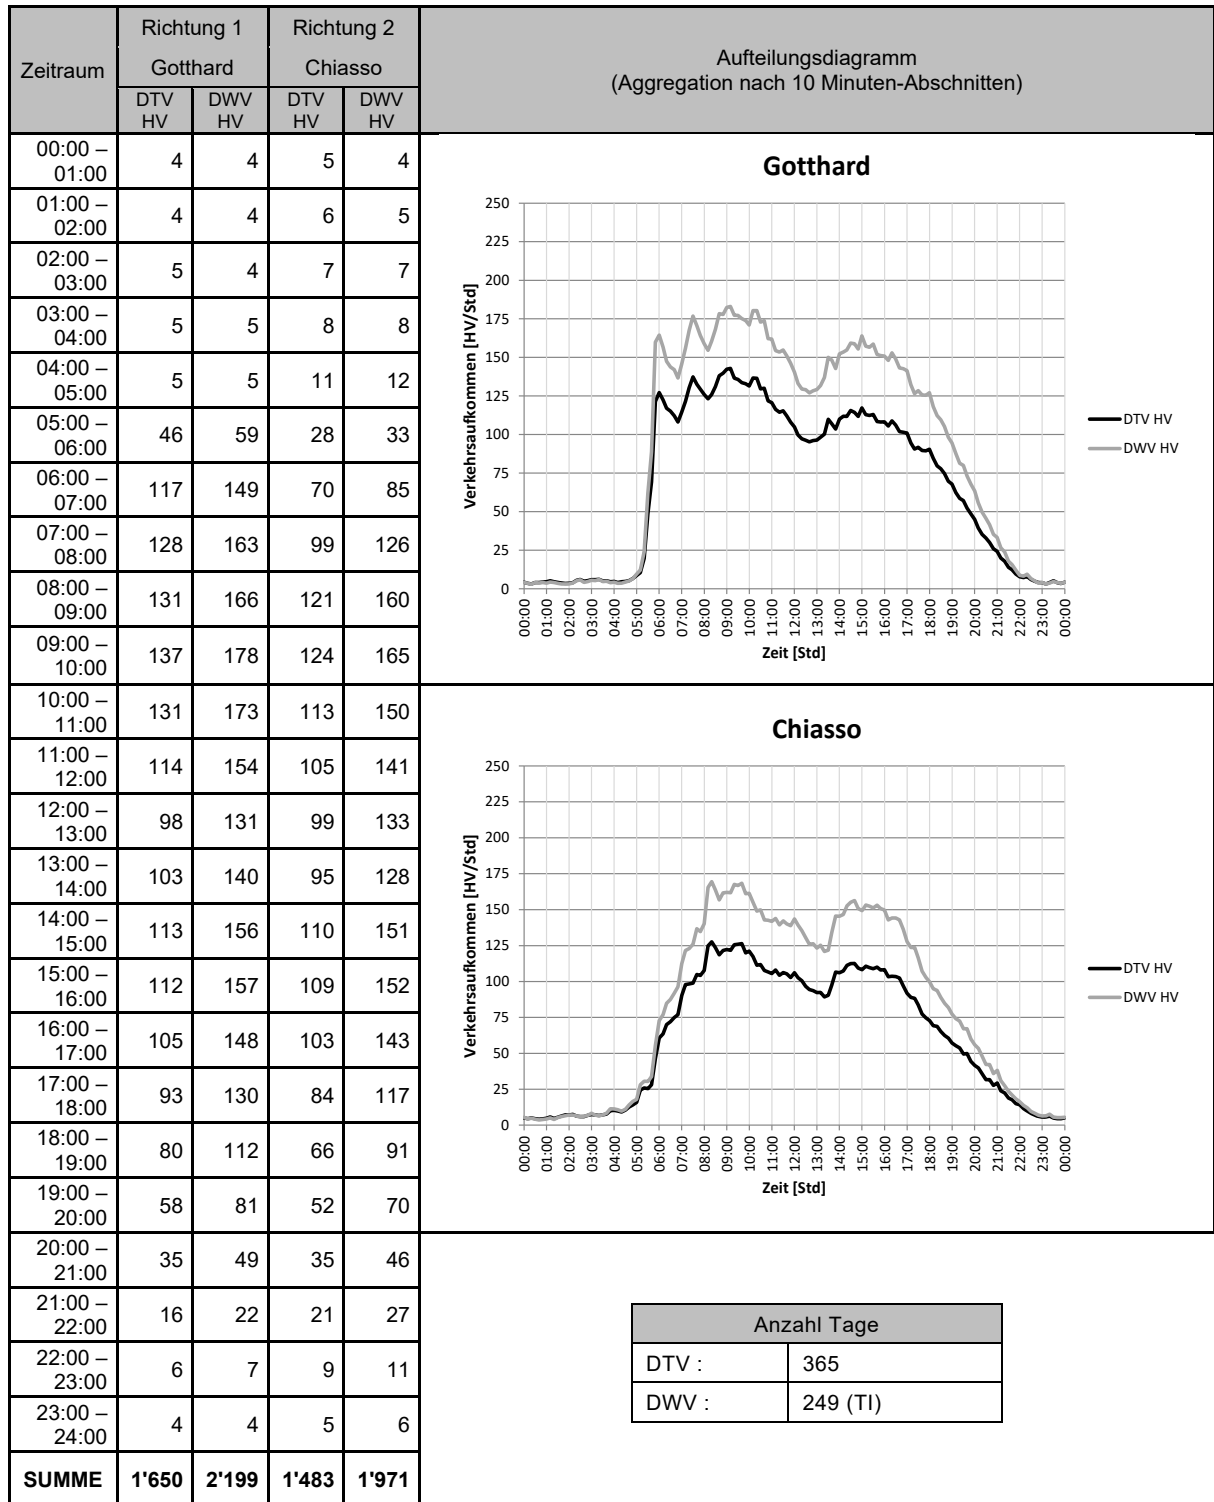 Zeitraum
Richtung 1
Richtung 2
Gotthard
Chiasso
DTV HV
DWV HV
DTV HV
DWV HV
Aufteilungsdiagramm
(Aggregation nach 10 Minuten-Abschnitten)
00:00 – 01:00 4 4 5 4
01:00 – 02:00 4 4 6 5
02:00 – 03:00 5 4 7 7
03:00 – 04:00 5 5 8 8
04:00 – 05:00 5 5 11 12
05:00 – 06:00 46 59 28 33
06:00 – 07:00 117 149 70 85
07:00 – 08:00 128 163 99 126
08:00 – 09:00 131 166 121 160
09:00 – 10:00 137 178 124 165
10:00 – 11:00 131 173 113 150
11:00 – 12:00 114 154 105 141
12:00 – 13:00 98 131 99 133
13:00 – 14:00 103 140 95 128
14:00 – 15:00 113 156 110 151
15:00 – 16:00 112 157 109 152
16:00 – 17:00 105 148 103 143
17:00 – 18:00 93 130 84 117
18:00 – 19:00 80 112 66 91
19:00 – 20:00 58 81 52 70
20:00 – 21:00 35 49 35 46
21:00 – 22:00 16 22 21 27
22:00 – 23:00 6 7 9 11
23:00 – 24:00 4 4 5 6
SUMME 1'650 2'199 1'483 1'971
Gotthard
Verkehrsaufkommen [HV/Std]
250
225
200
175
150
125
100
75
50
25
0
00:00 01:00 02:00 03:00 04:00 05:00 06:00 07:00 08:00 09:00 10:00 11:00 12:00 13:00 14:00 15:00 16:00 17:00 18:00 19:00 20:00 21:00 22:00 23:00 00:00
Zeit [Std]
DTV HV
DWV HV
Chiasso
Verkehrsaufkommen [HV/Std]
250
225
200
175
150
125
100
75
50
25
0
00:00 01:00 02:00 03:00 04:00 05:00 06:00 07:00 08:00 09:00 10:00 11:00 12:00 13:00 14:00 15:00 16:00 17:00 18:00 19:00 20:00 21:00 22:00 23:00 00:00
Zeit [Std]
DTV HV
DWV HV
Anzahl Tage
DTV : 365
DWV : 249 (TI)